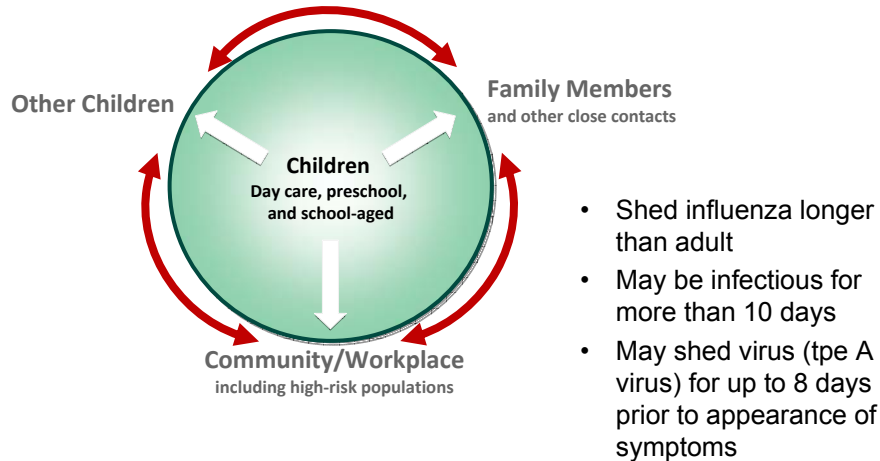 Other Children
Family Members
and other close contacts
Children
Day care, preschool,
and school-aged
Community/Workplace
including high-risk populations
• Shed influenza longer
than adult
• May be infectious for
more than 10 days
• May shed virus (tpe A
virus) for up to 8 days
prior to appearance of
symptoms